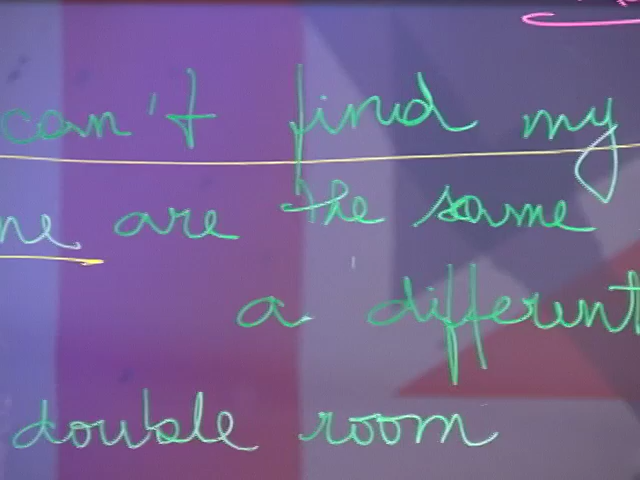 can't find my
ne are the same
a different
double room